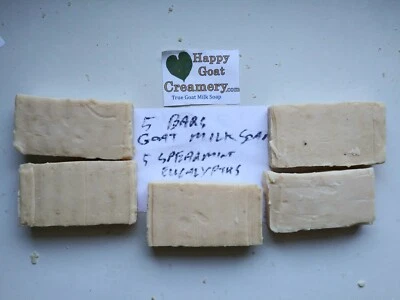 Happy
Goat
Creamery.com
True Goat Milk Soap
5 BARS
GOAT MILK SOAP
5 SPEARMINT
EUCALYPTUS